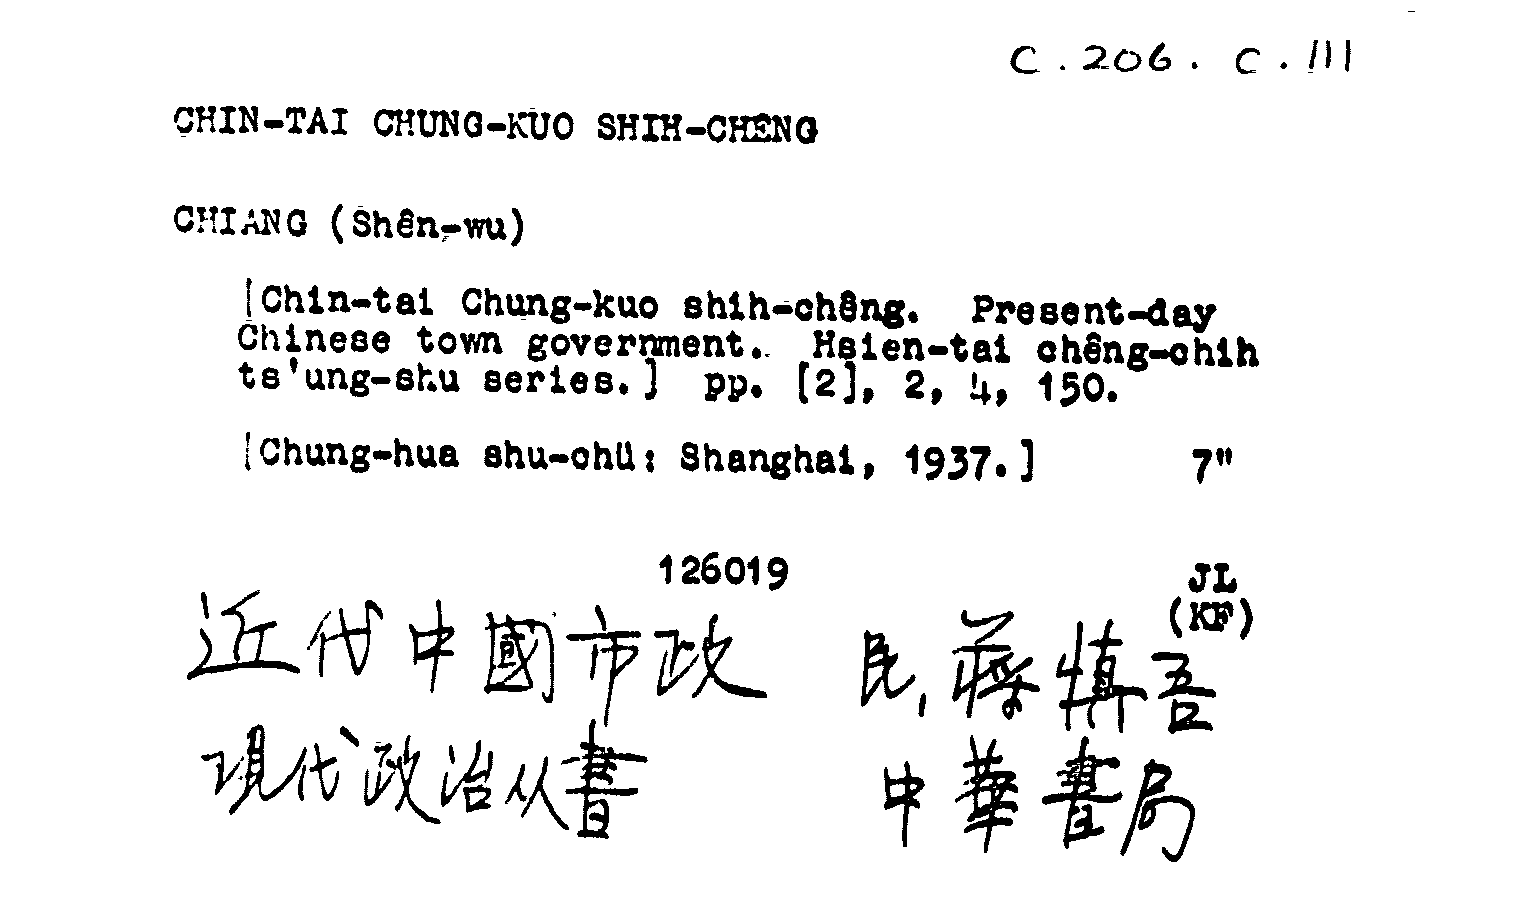 C . 206 . C . 111
CHIN-TAI CHUNG-KUO SHIH-CHÊNG
CHIANG (Shên-wu)
[Chin-tai Chung-kuo shih-chêng. Present-day
Chinese town government. Hsien-tai chêng-chih
ts'ung-shu series.] pp. [2], 2, 4, 150.
[Chung-hua shu-chü: Shanghai, 1937.] 7"
126019
JL
(KF)
近代中國市政 民, 蔣慎吾
現代政治从書 中華書局